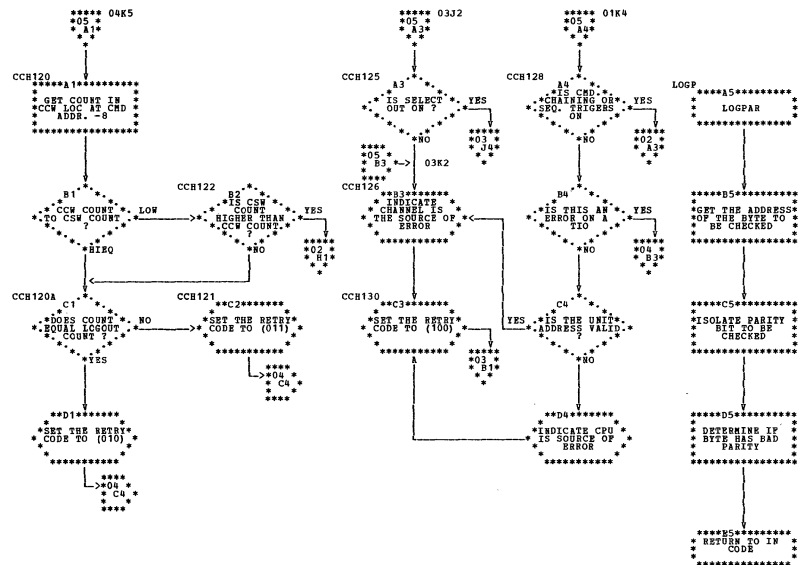 04K5
05
A1
CCH120
A1
GET COUNT IN
CCW LOC AT CMD
ADDR. -8
B1
CCW COUNT
TO CSW COUNT
?
LOW
HIEQ
CCH122
B2
IS CSW
COUNT
HIGHER THAN
CCW COUNT.
?
YES
NO
02
H1
CCH120A
C1
DOES COUNT
EQUAL LOGOUT
COUNT ?
NO
YES
CCH121
C2
SET THE RETRY
CODE TO (011)
04
C4
D1
SET THE RETRY
CODE TO (010)
04
C4
03J2
05
A3
CCH125
A3
IS SELECT
OUT ON ?
YES
NO
03
J4
05
B3
03K2
CCH126
B3
INDICATE
CHANNEL IS
THE SOURCE OF
ERROR
CCH130
C3
SET THE RETRY
CODE TO (100)
03
B1
A
01K4
05
A4
CCH128
A4
IS CMD
CHAINING OR
SEQ. TRIGERS
ON
YES
NO
02
A3
B4
IS THIS AN
ERROR ON A
TIO
YES
NO
04
B3
C4
IS THE UNIT
ADDRESS VALID
?
YES
NO
D4
INDICATE CPU
IS SOURCE OF
ERROR
LOGP
A5
LOGPAR
B5
GET THE ADDRESS
OF THE BYTE TO
BE CHECKED
C5
ISOLATE PARITY
BIT TO BE
CHECKED
D5
DETERMINE IF
BYTE HAS BAD
PARITY
E5
RETURN TO IN
CODE